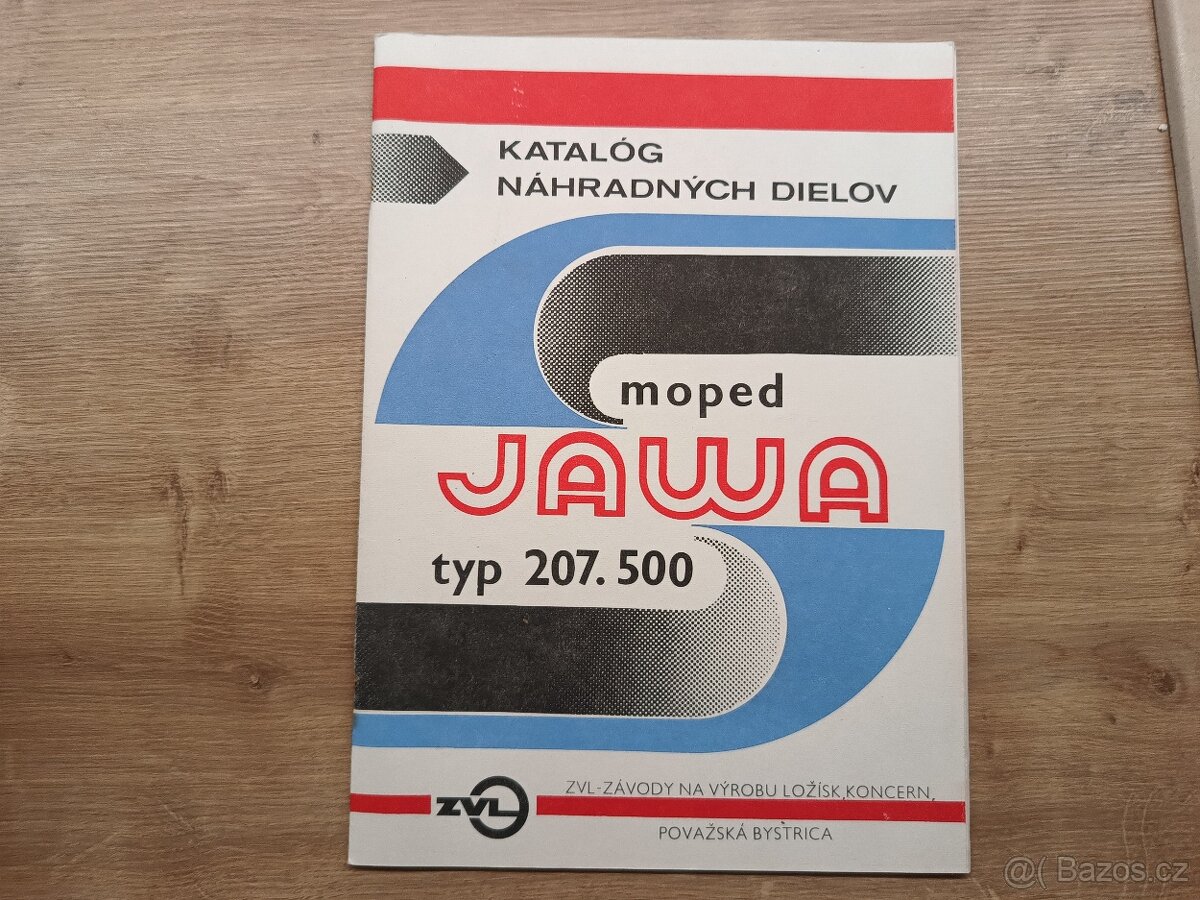 KATALÓG
NÁHRADNÝCH DIELOV
moped
JAWA
typ 207.500
ZVL
ZVL-ZÁVODY NA VÝROBU LOŽÍSK,KONCERN,
POVAŽSKÁ BYSTRICA
@( Bazos.cz